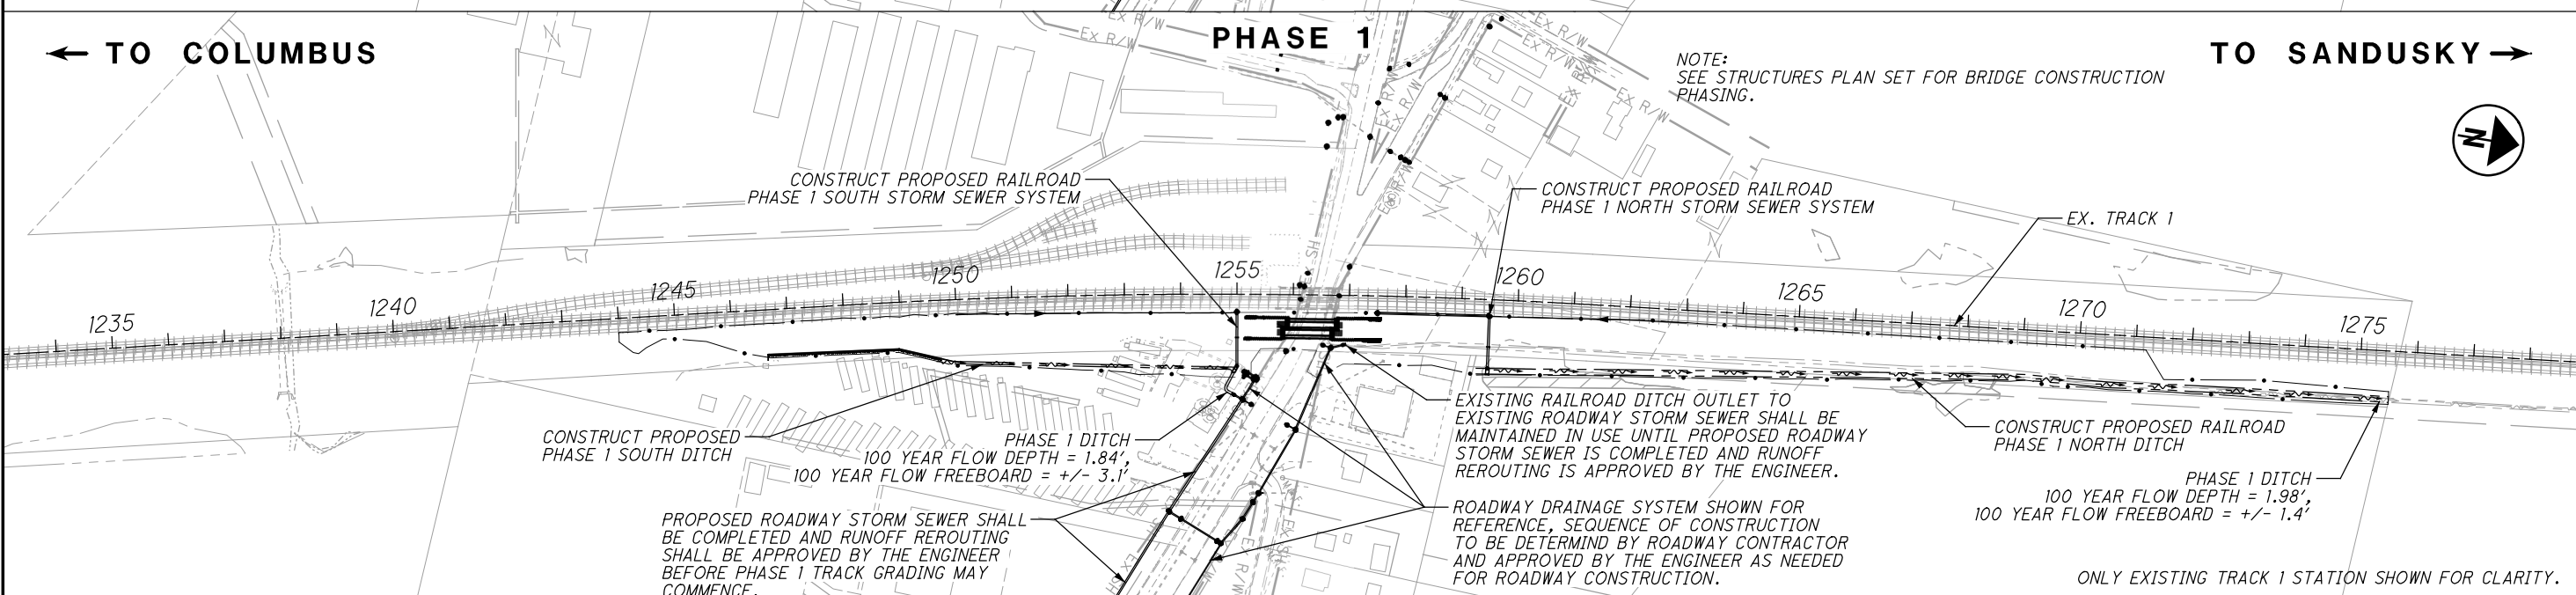 TO COLUMBUS
PHASE 1
TO SANDUSKY
NOTE:
SEE STRUCTURES PLAN SET FOR BRIDGE CONSTRUCTION
PHASING.
N
Ex R/W
Ex R/W
Ex R/W
Ex R/W
Ex R/W
EX R/W
EX R/W
EX R/W
CONSTRUCT PROPOSED RAILROAD
PHASE 1 SOUTH STORM SEWER SYSTEM
CONSTRUCT PROPOSED RAILROAD
PHASE 1 NORTH STORM SEWER SYSTEM
EX. TRACK 1
1235
1240
1245
1250
1255
1260
1265
1270
1275
CONSTRUCT PROPOSED
PHASE 1 SOUTH DITCH
PHASE 1 DITCH
100 YEAR FLOW DEPTH = 1.84',
100 YEAR FLOW FREEBOARD = +/- 3.1'
PROPOSED ROADWAY STORM SEWER SHALL
BE COMPLETED AND RUNOFF REROUTING
SHALL BE APPROVED BY THE ENGINEER
BEFORE PHASE 1 TRACK GRADING MAY
COMMENCE.
EXISTING RAILROAD DITCH OUTLET TO
EXISTING ROADWAY STORM SEWER SHALL BE
MAINTAINED IN USE UNTIL PROPOSED ROADWAY
STORM SEWER IS COMPLETED AND RUNOFF
REROUTING IS APPROVED BY THE ENGINEER.
ROADWAY DRAINAGE SYSTEM SHOWN FOR
REFERENCE, SEQUENCE OF CONSTRUCTION
TO BE DETERMIND BY ROADWAY CONTRACTOR
AND APPROVED BY THE ENGINEER AS NEEDED
FOR ROADWAY CONSTRUCTION.
CONSTRUCT PROPOSED RAILROAD
PHASE 1 NORTH DITCH
PHASE 1 DITCH
100 YEAR FLOW DEPTH = 1.98',
100 YEAR FLOW FREEBOARD = +/- 1.4'
ONLY EXISTING TRACK 1 STATION SHOWN FOR CLARITY.